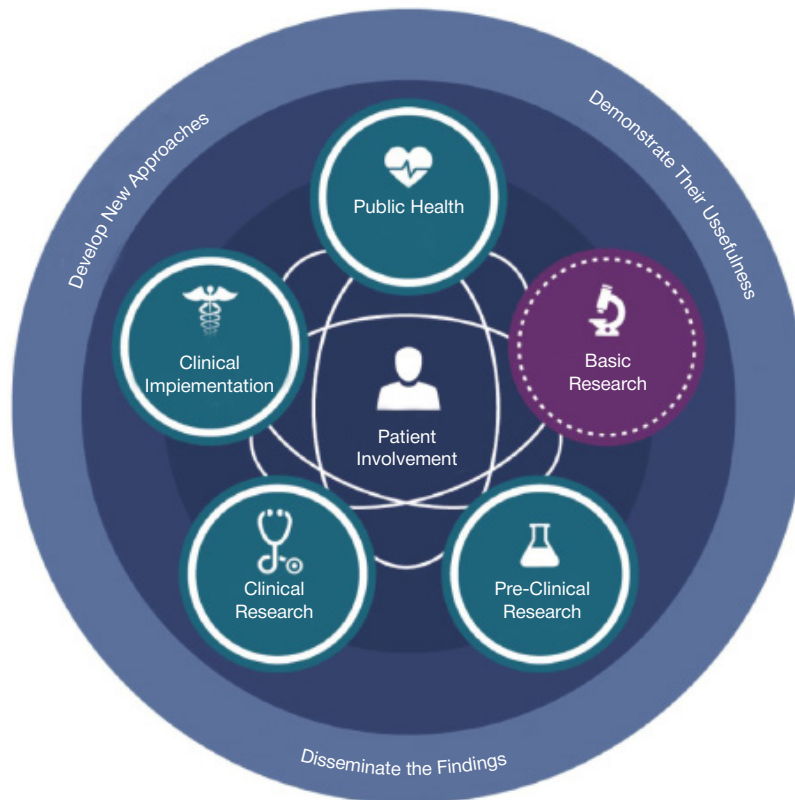 Develop New Approaches
Demonstrate Their Ussefulness
Public Health
Clinical
Impiementation
Basic
Research
Patient
Involvement
Clinical
Research
Pre-Clinical
Research
Disseminate the Findings